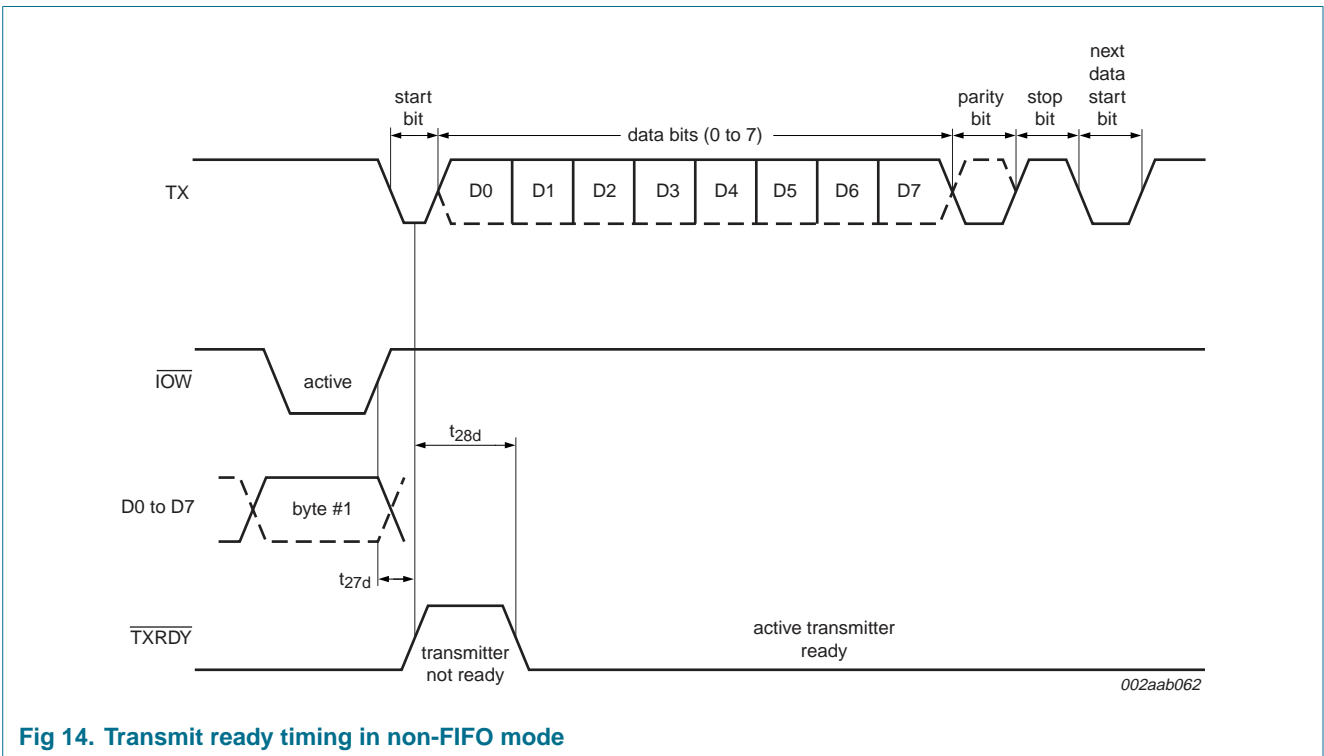 start
bit
data bits (0 to 7)
parity
bit
stop
bit
next
data
start
bit
TX
D0
D1
D2
D3
D4
D5
D6
D7
IOW
active
t28d
D0 to D7
byte #1
t27d
TXRDY
transmitter
not ready
active transmitter
ready
002aab062
Fig 14. Transmit ready timing in non-FIFO mode